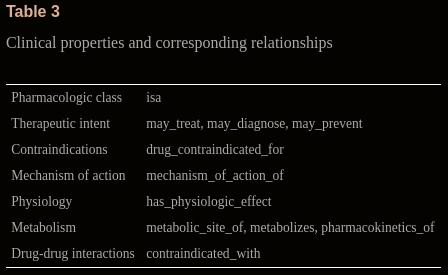 Table 3
Clinical properties and corresponding relationships
Pharmacologic class isa
Therapeutic intent may_treat, may_diagnose, may_prevent
Contraindications drug_contraindicated_for
Mechanism of action mechanism_of_action_of
Physiology has_physiologic_effect
Metabolism metabolic_site_of, metabolizes, pharmacokinetics_of
Drug-drug interactions contraindicated_with